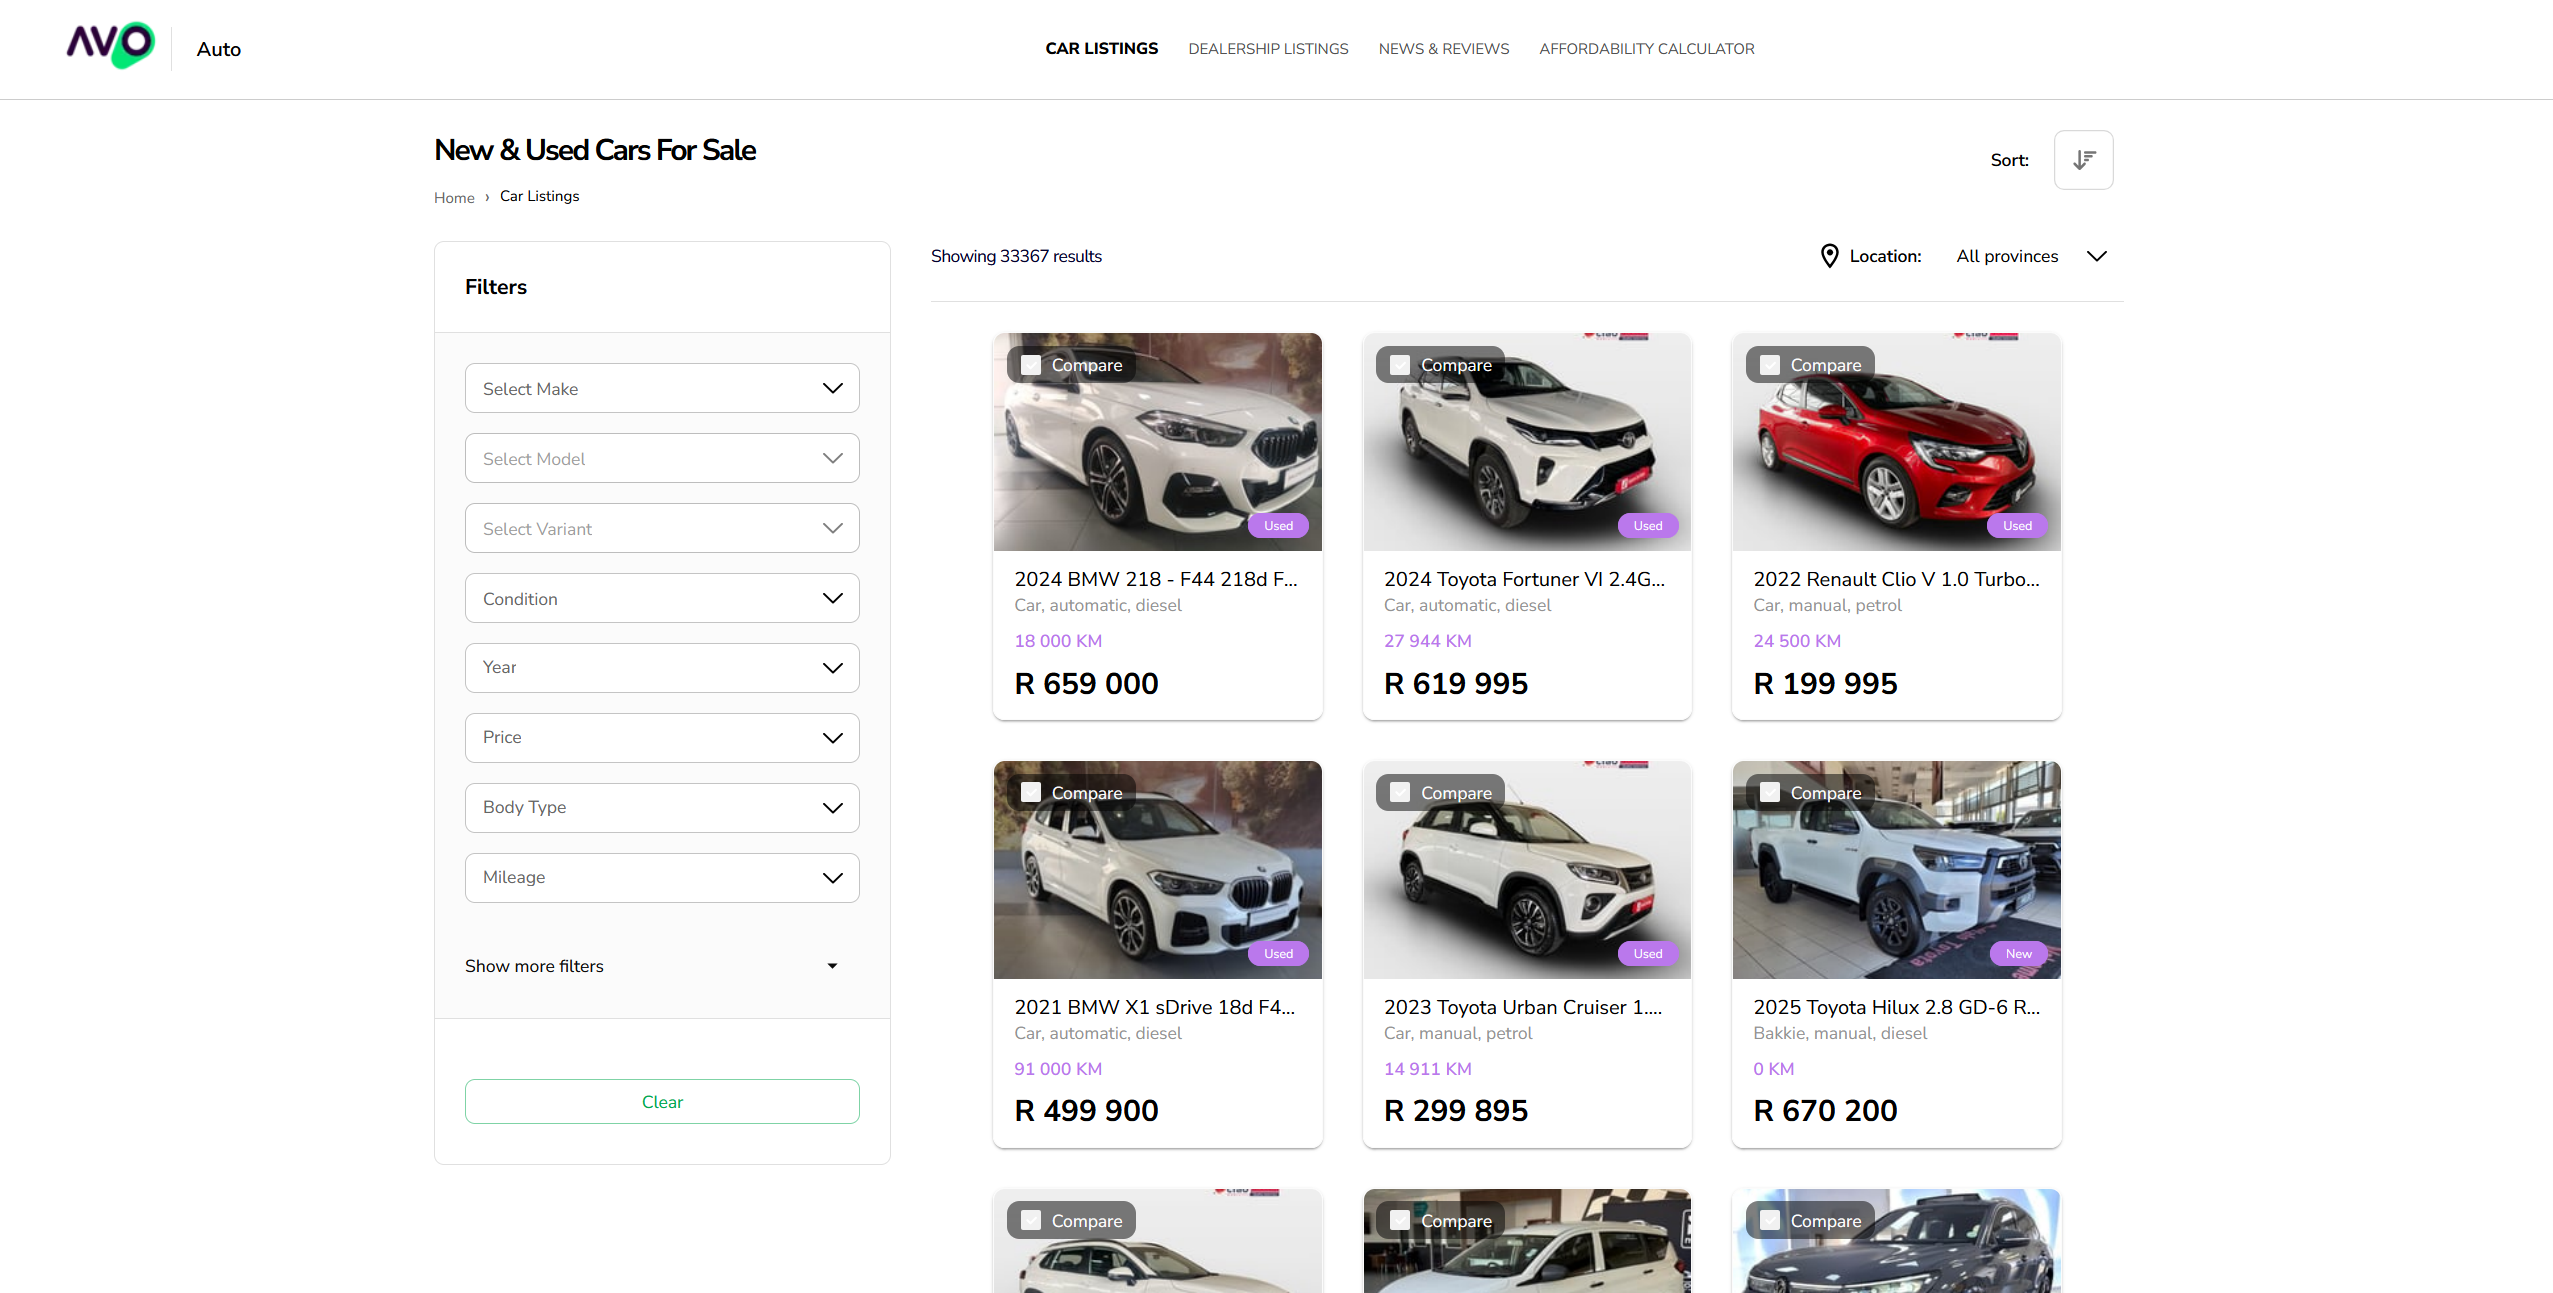 AVO
Auto
CAR LISTINGS
DEALERSHIP LISTINGS
NEWS & REVIEWS
AFFORDABILITY CALCULATOR
New & Used Cars For Sale
Home › Car Listings
Sort:
Filters
Select Make
Select Model
Select Variant
Condition
Year
Price
Body Type
Mileage
Show more filters
Clear
Showing 33367 results
Location: All provinces
Compare
Used
2024 BMW 218 - F44 218d F...
Car, automatic, diesel
18 000 KM
R 659 000
Compare
Used
2024 Toyota Fortuner VI 2.4G...
Car, automatic, diesel
27 944 KM
R 619 995
Compare
Used
2022 Renault Clio V 1.0 Turbo...
Car, manual, petrol
24 500 KM
R 199 995
Compare
Used
2021 BMW X1 sDrive 18d F4...
Car, automatic, diesel
91 000 KM
R 499 900
Compare
Used
2023 Toyota Urban Cruiser 1....
Car, manual, petrol
14 911 KM
R 299 895
Compare
New
2025 Toyota Hilux 2.8 GD-6 R...
Bakkie, manual, diesel
0 KM
R 670 200
Compare
Compare
Compare